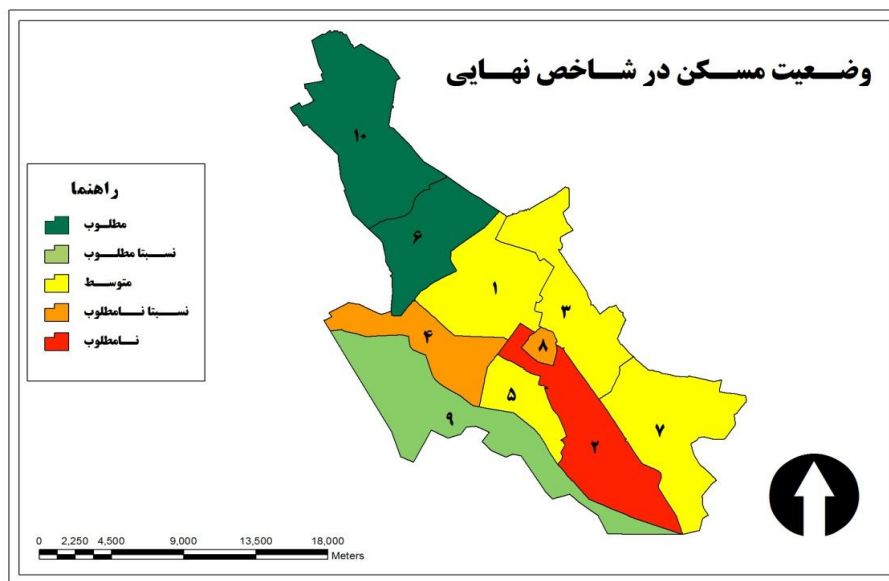 وضعیت مسکن در شاخص نهایی
۱۰
۶
۱
۳
۴
۸
۵
۹
۲
۷
راهنما
مطلوب
نسبتا مطلوب
متوسط
نسبتا نامطلوب
نامطلوب
0 2,250 4,500 9,000 13,500 18,000
Meters